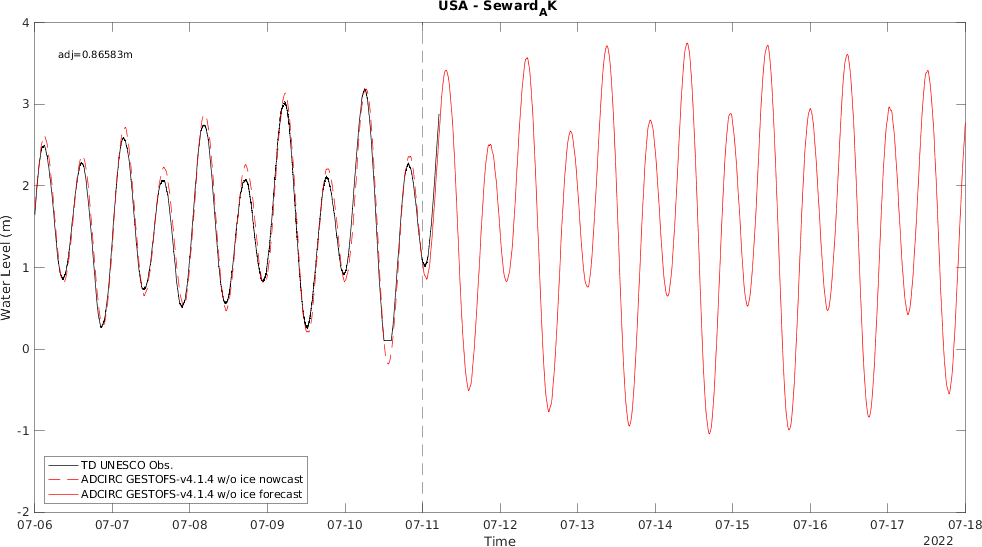 USA - Seward_AK
4
adj=0.86583m
3
2
1
0
-1
-2
Water Level (m)
TD UNESCO Obs.
ADCIRC GESTOFS-v4.1.4 w/o ice nowcast
ADCIRC GESTOFS-v4.1.4 w/o ice forecast
07-06 07-07 07-08 07-09 07-10 07-11 07-12 07-13 07-14 07-15 07-16 07-17 07-18
Time
2022